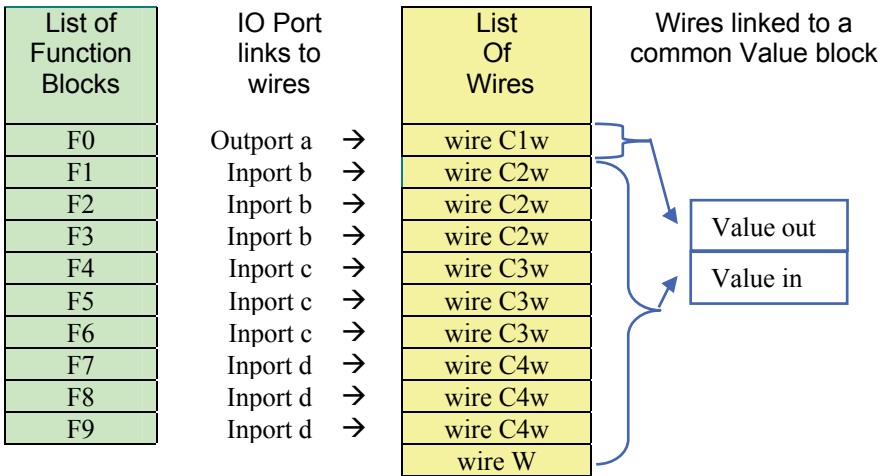 List of Function Blocks
IO Port links to wires
List Of Wires
Wires linked to a common Value block
F0 Outport a → wire C1w
F1 Inport b → wire C2w
F2 Inport b → wire C2w
F3 Inport b → wire C2w
F4 Inport c → wire C3w
F5 Inport c → wire C3w
F6 Inport c → wire C3w
F7 Inport d → wire C4w
F8 Inport d → wire C4w
F9 Inport d → wire C4w
wire W
Value out
Value in